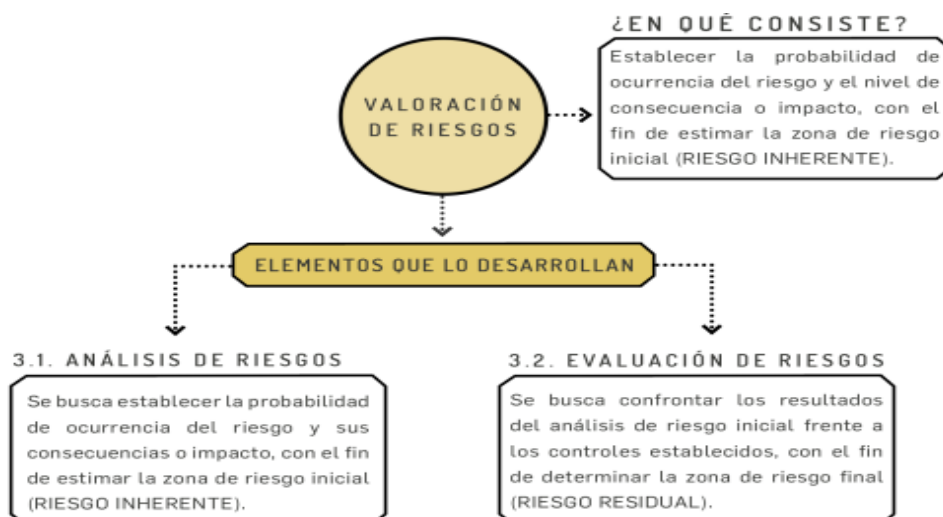 ¿EN QUÉ CONSISTE?
Establecer la probabilidad de
ocurrencia del riesgo y el nivel de
consecuencia o impacto, con el
fin de estimar la zona de riesgo
inicial (RIESGO INHERENTE).
VALORACIÓN
DE RIESGOS
ELEMENTOS QUE LO DESARROLLAN
3.1. ANÁLISIS DE RIESGOS
Se busca establecer la probabilidad
de ocurrencia del riesgo y sus
consecuencias o impacto, con el fin
de estimar la zona de riesgo inicial
(RIESGO INHERENTE).
3.2. EVALUACIÓN DE RIESGOS
Se busca confrontar los resultados
del análisis de riesgo inicial frente a
los controles establecidos, con el fin
de determinar la zona de riesgo final
(RIESGO RESIDUAL).